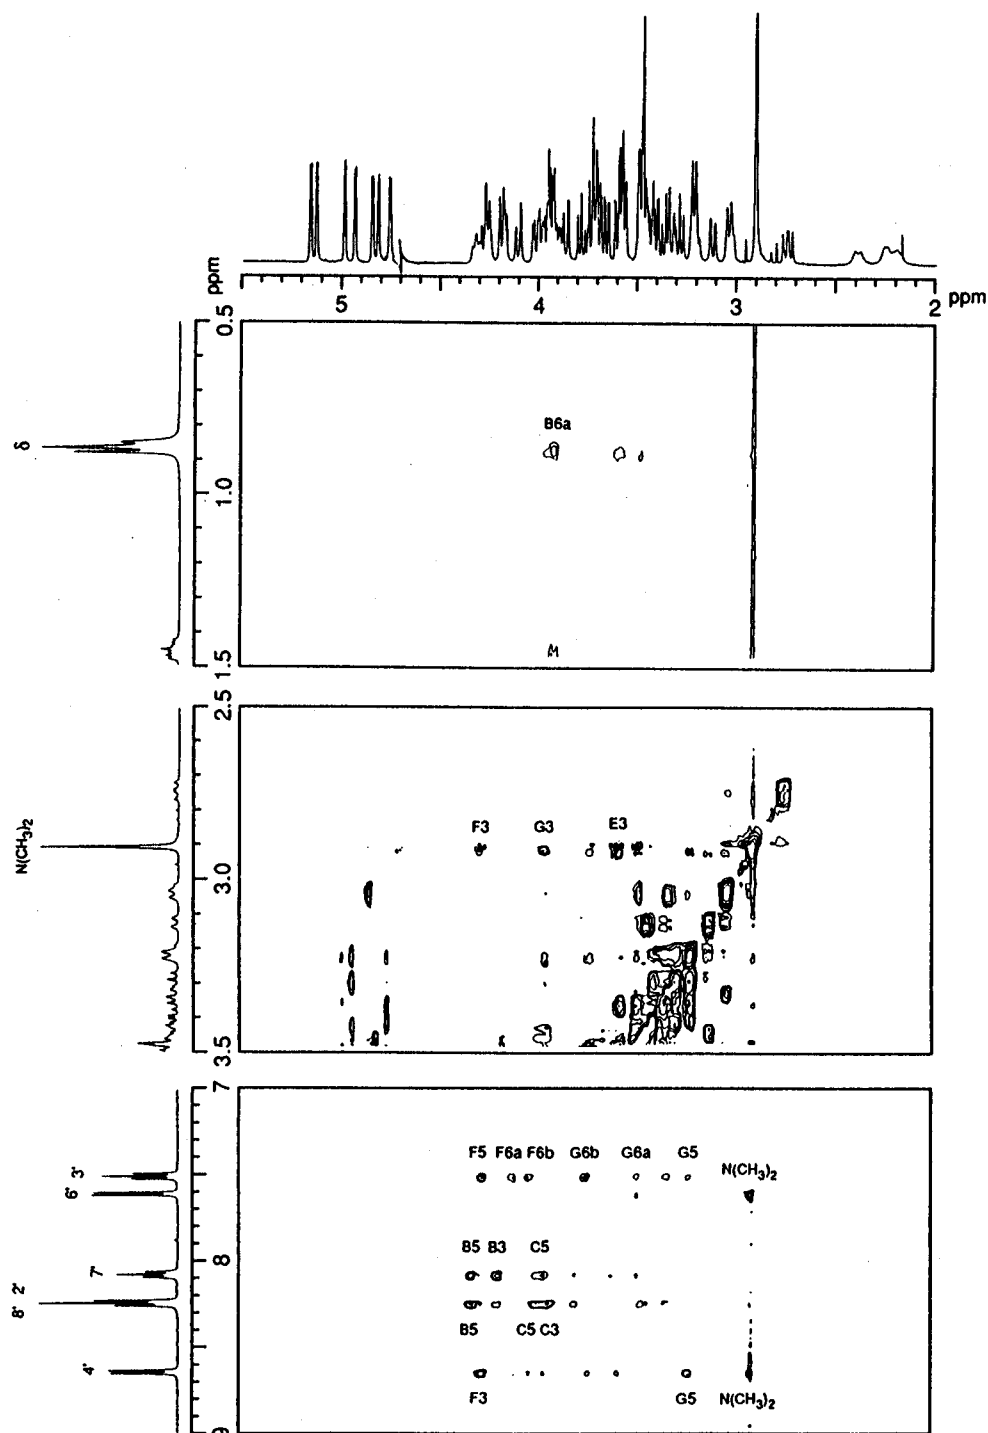 ppm
5 4 3 2 ppm
0.5
δ
B6a
1.0
1.5
2.5
N(CH3)2
F3 G3 E3
3.0
3.5
7
F5 F6a F6b G6b G6a G5 N(CH3)2
3'
6'
B5 B3 C5
8
7'
8' 2'
B5 C5 C3
4'
F3 G5 N(CH3)2
9